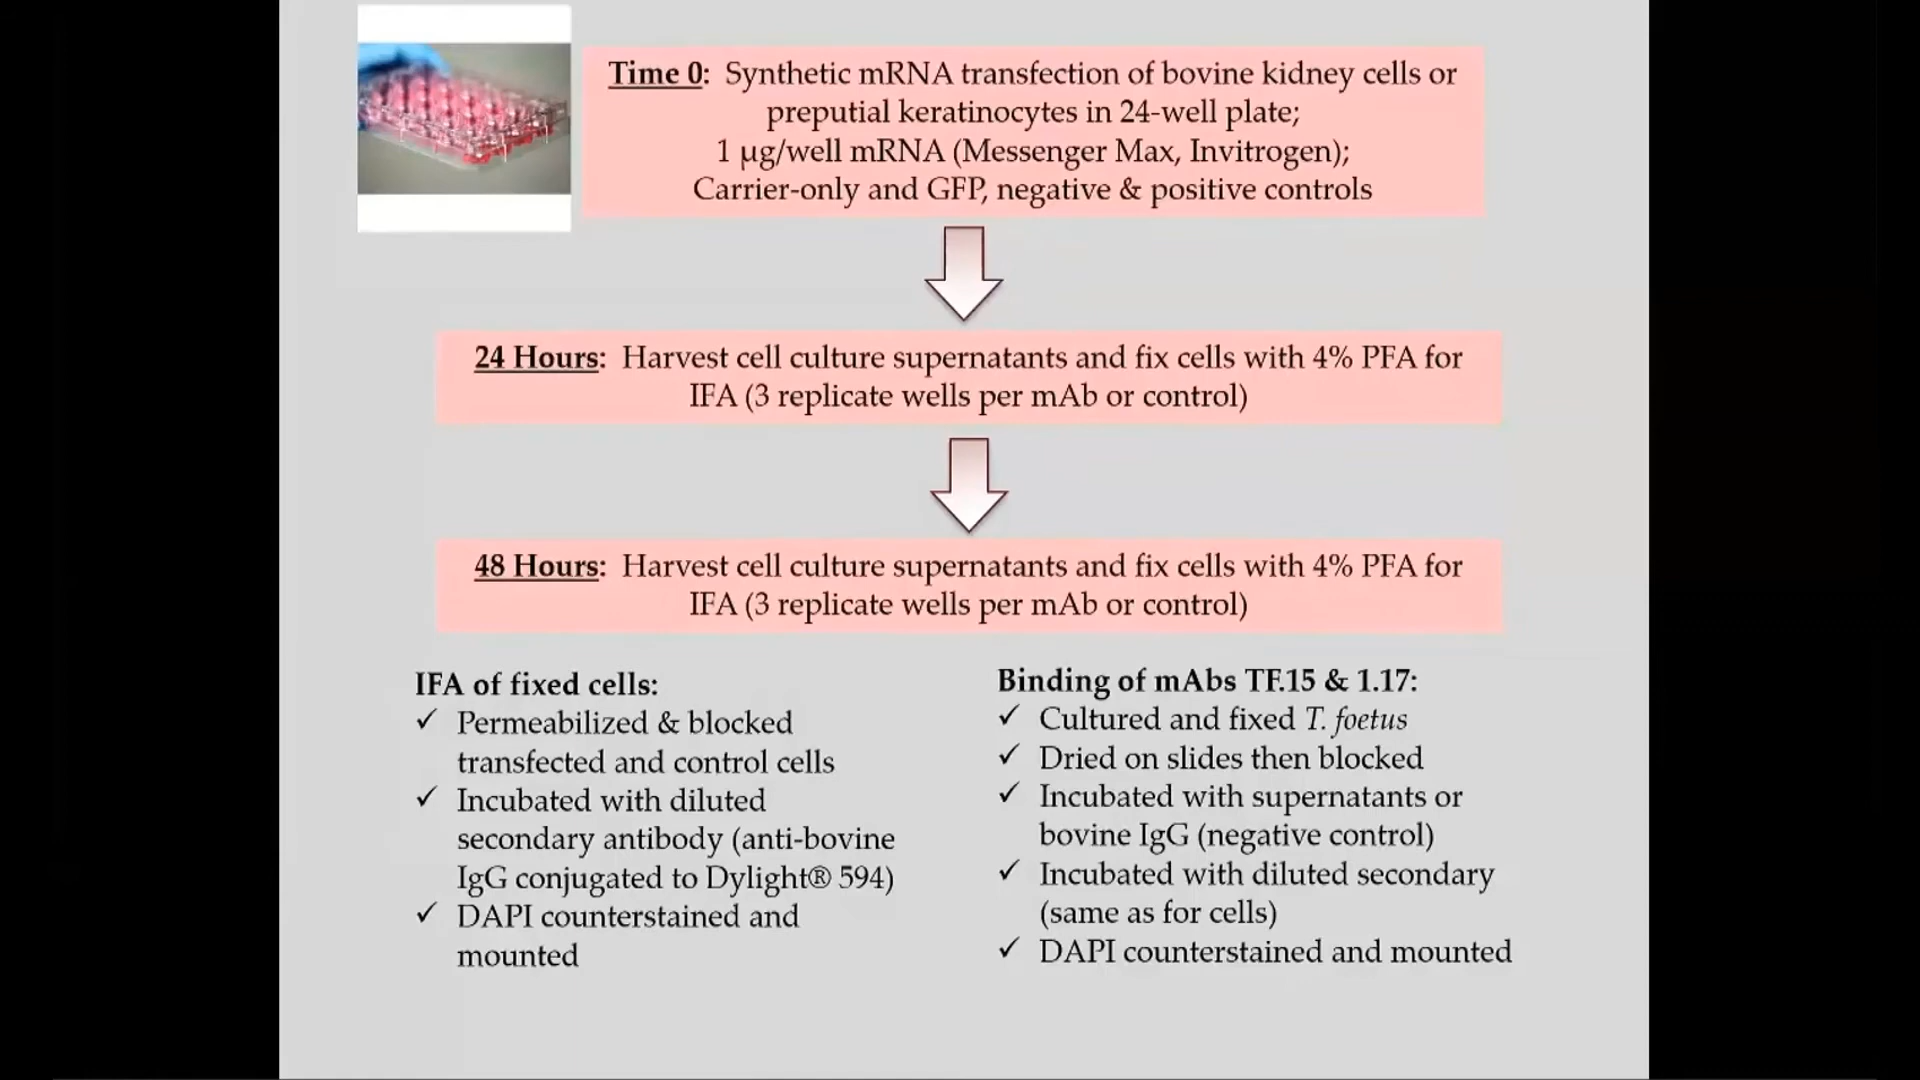 Time 0: Synthetic mRNA transfection of bovine kidney cells or
preputial keratinocytes in 24-well plate;
1 µg/well mRNA (Messenger Max, Invitrogen);
Carrier-only and GFP, negative & positive controls
24 Hours: Harvest cell culture supernatants and fix cells with 4% PFA for
IFA (3 replicate wells per mAb or control)
48 Hours: Harvest cell culture supernatants and fix cells with 4% PFA for
IFA (3 replicate wells per mAb or control)
IFA of fixed cells:
✓ Permeabilized & blocked
transfected and control cells
✓ Incubated with diluted
secondary antibody (anti-bovine
IgG conjugated to Dylight® 594)
✓ DAPI counterstained and
mounted
Binding of mAbs TF.15 & 1.17:
✓ Cultured and fixed T. foetus
✓ Dried on slides then blocked
✓ Incubated with supernatants or
bovine IgG (negative control)
✓ Incubated with diluted secondary
(same as for cells)
✓ DAPI counterstained and mounted